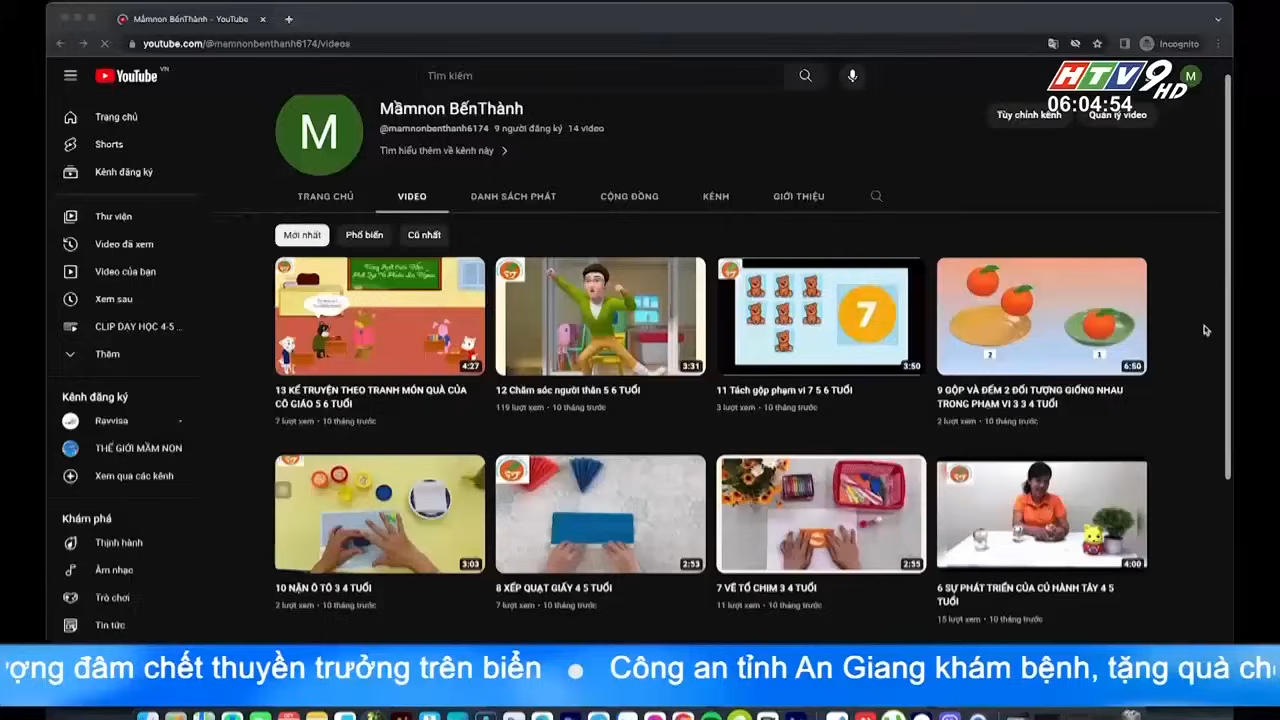 Mầmnon BếnThành - YouTube
youtube.com/@mamnonbenthanh6174/videos
Incognito
YouTube VN
Tìm kiếm
HTV9 HD
M
06:04:54
Trang chủ
Shorts
Kênh đăng ký
Thư viện
Video đã xem
Video của bạn
Xem sau
CLIP DẠY HỌC 4-5 ...
Thêm
Kênh đăng ký
Ravvisa
THẾ GIỚI MẦM NON
Xem qua các kênh
Khám phá
Thịnh hành
Âm nhạc
Trò chơi
Tin tức
M
Mầmnon BếnThành
@mamnonbenthanh6174 9 người đăng ký 14 video
Tìm hiểu thêm về kênh này
Tùy chỉnh kênh
Quản lý video
TRANG CHỦ VIDEO DANH SÁCH PHÁT CỘNG ĐỒNG KÊNH GIỚI THIỆU
Mới nhất Phổ biến Cũ nhất
4:27
3:31
7
3:50
2
1
6:50
13 KỂ TRUYỆN THEO TRANH MÓN QUÀ CỦA
CÔ GIÁO 5 6 TUỔI
7 lượt xem • 10 tháng trước
12 Chăm sóc người thân 5 6 TUỔI
119 lượt xem • 10 tháng trước
11 Tách gộp phạm vi 7 5 6 TUỔI
3 lượt xem • 10 tháng trước
9 GỘP VÀ ĐẾM 2 ĐỐI TƯỢNG GIỐNG NHAU
TRONG PHẠM VI 3 3 4 TUỔI
2 lượt xem • 10 tháng trước
3:03
2:53
2:55
4:00
10 NẶN Ô TÔ 3 4 TUỔI
2 lượt xem • 10 tháng trước
8 XẾP QUẠT GIẤY 4 5 TUỔI
7 lượt xem • 10 tháng trước
7 VẼ TỔ CHIM 3 4 TUỔI
11 lượt xem • 10 tháng trước
6 SỰ PHÁT TRIỂN CỦA CỦ HÀNH TÂY 4 5
TUỔI
15 lượt xem • 10 tháng trước
ượng đâm chết thuyền trưởng trên biển • Công an tỉnh An Giang khám bệnh, tặng quà ch